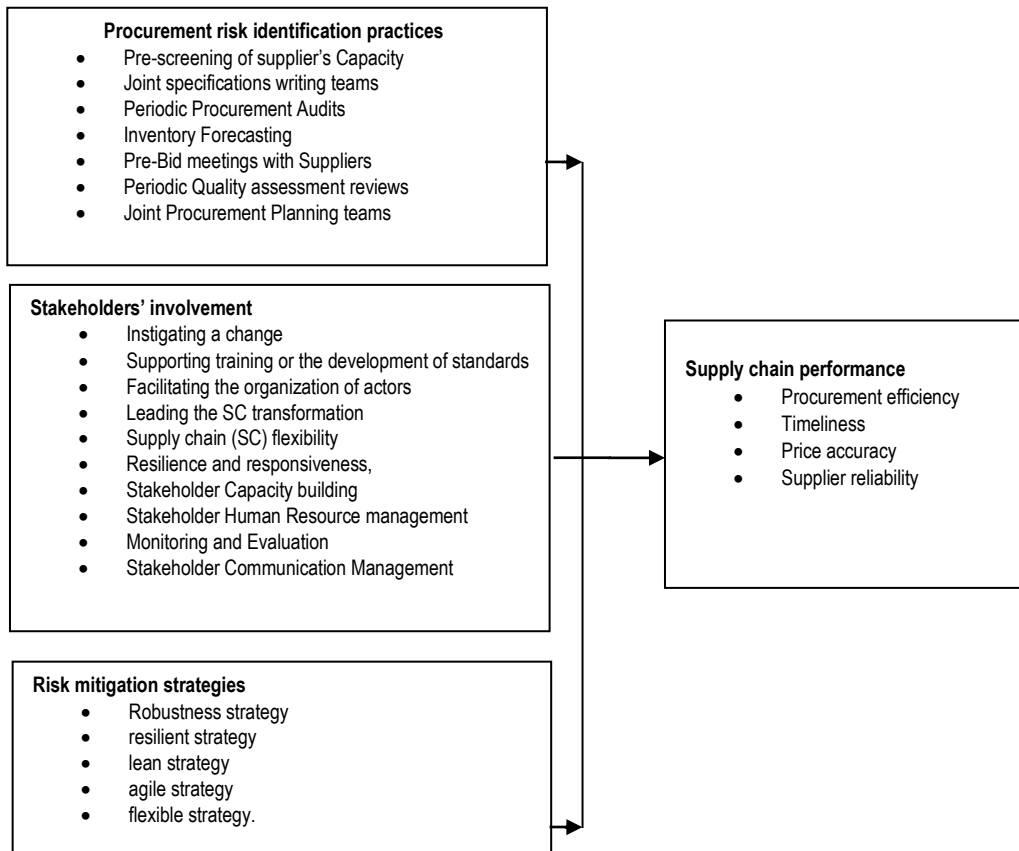 Procurement risk identification practices
• Pre-screening of supplier’s Capacity
• Joint specifications writing teams
• Periodic Procurement Audits
• Inventory Forecasting
• Pre-Bid meetings with Suppliers
• Periodic Quality assessment reviews
• Joint Procurement Planning teams
Stakeholders’ involvement
• Instigating a change
• Supporting training or the development of standards
• Facilitating the organization of actors
• Leading the SC transformation
• Supply chain (SC) flexibility
• Resilience and responsiveness,
• Stakeholder Capacity building
• Stakeholder Human Resource management
• Monitoring and Evaluation
• Stakeholder Communication Management
Risk mitigation strategies
• Robustness strategy
• resilient strategy
• lean strategy
• agile strategy
• flexible strategy.
Supply chain performance
• Procurement efficiency
• Timeliness
• Price accuracy
• Supplier reliability